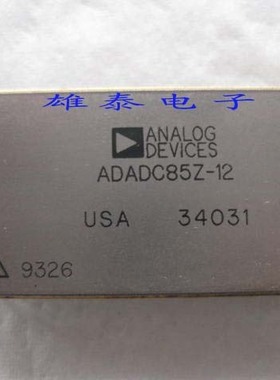 雄泰电子
ANALOG
DEVICES
ADADC85Z-12
USA 34031
9326